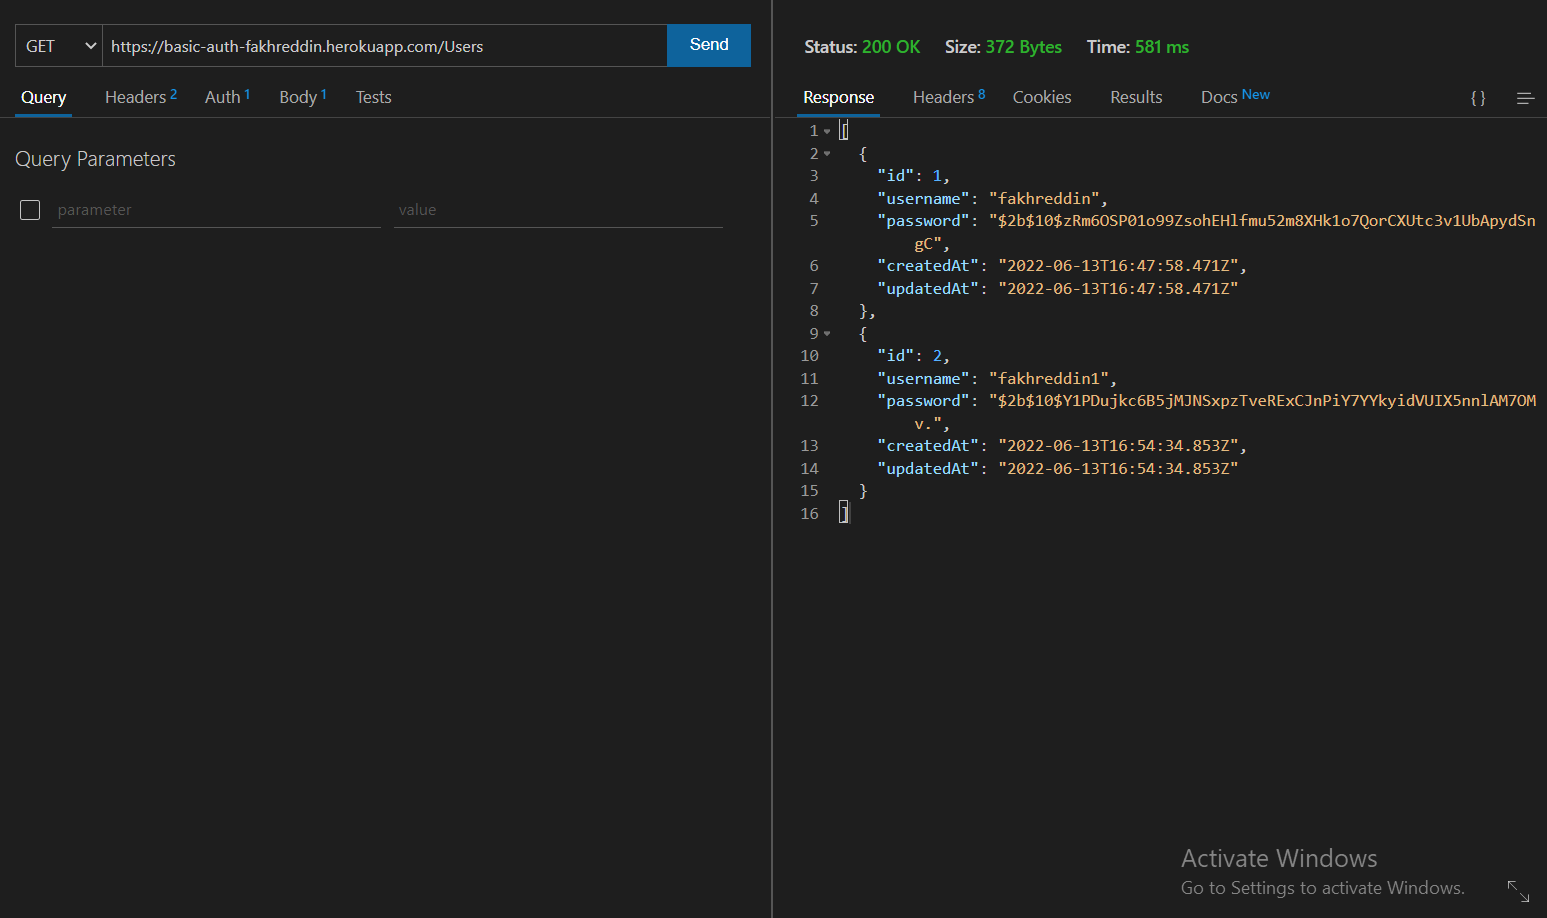 GET https://basic-auth-fakhreddin.herokuapp.com/Users Send
Query Headers 2 Auth 1 Body 1 Tests
Query Parameters
parameter value
Status: 200 OK Size: 372 Bytes Time: 581 ms
Response Headers 8 Cookies Results Docs New {}
1 [
2 {
3 "id": 1,
4 "username": "fakhreddin",
5 "password": "$2b$10$zRm6OSP01o99ZsohEHlfmu52m8XHk1o7QorCXUtc3v1UbApydSn
gC",
6 "createdAt": "2022-06-13T16:47:58.471Z",
7 "updatedAt": "2022-06-13T16:47:58.471Z"
8 },
9 {
10 "id": 2,
11 "username": "fakhreddin1",
12 "password": "$2b$10$Y1PDujkc6B5jMJNSxpzTveRExCJnPiY7YYkyidVUIX5nnlAM7OM
v.",
13 "createdAt": "2022-06-13T16:54:34.853Z",
14 "updatedAt": "2022-06-13T16:54:34.853Z"
15 }
16 ]
Activate Windows
Go to Settings to activate Windows.